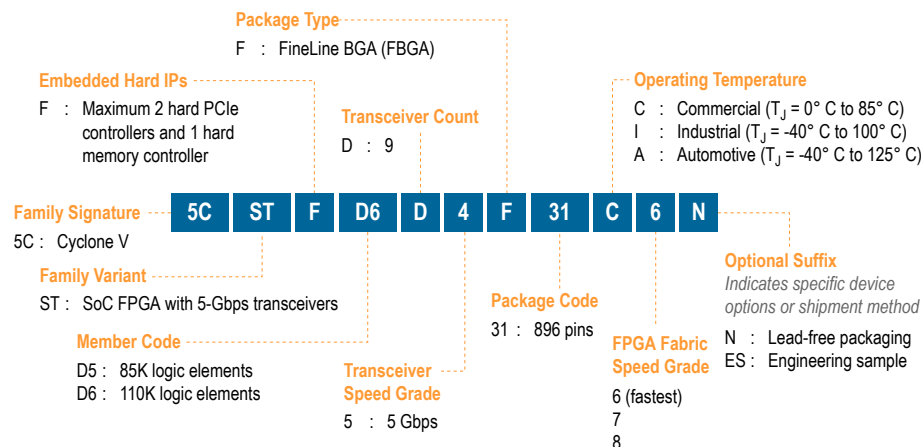 Package Type
F : FineLine BGA (FBGA)
Embedded Hard IPs
F : Maximum 2 hard PCIe
controllers and 1 hard
memory controller
Transceiver Count
D : 9
Operating Temperature
C : Commercial (TJ = 0° C to 85° C)
I : Industrial (TJ = -40° C to 100° C)
A : Automotive (TJ = -40° C to 125° C)
5C ST F D6 D 4 F 31 C 6 N
Family Signature
5C : Cyclone V
Family Variant
ST : SoC FPGA with 5-Gbps transceivers
Member Code
D5 : 85K logic elements
D6 : 110K logic elements
Transceiver
Speed Grade
5 : 5 Gbps
Package Code
31 : 896 pins
FPGA Fabric
Speed Grade
6 (fastest)
7
8
Optional Suffix
Indicates specific device
options or shipment method
N : Lead-free packaging
ES : Engineering sample